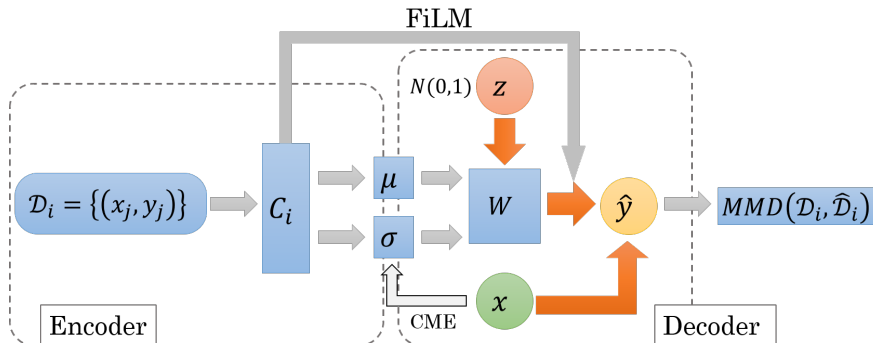 FiLM
N(0,1)
z
𝒟ᵢ = {(xⱼ, yⱼ)}
Cᵢ
μ
W
ŷ
MMD(𝒟ᵢ, 𝒟̂ᵢ)
σ
x
CME
Encoder
Decoder